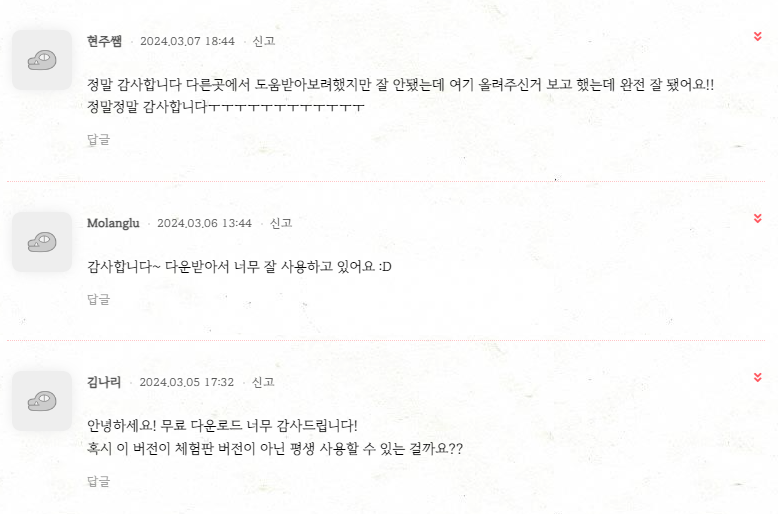 현주쌤 · 2024.03.07 18:44 · 신고
정말 감사합니다 다른곳에서 도움받아보려했지만 잘 안됐는데 여기 올려주신거 보고 했는데 완전 잘 됐어요!!
정말정말 감사합니다ㅜㅜㅜㅜㅜㅜㅜㅜㅜㅜㅜㅜ
답글
Molanglu · 2024.03.06 13:44 · 신고
감사합니다~ 다운받아서 너무 잘 사용하고 있어요 :D
답글
김나리 · 2024.03.05 17:32 · 신고
안녕하세요! 무료 다운로드 너무 감사드립니다!
혹시 이 버전이 체험판 버전이 아닌 평생 사용할 수 있는 걸까요??
답글